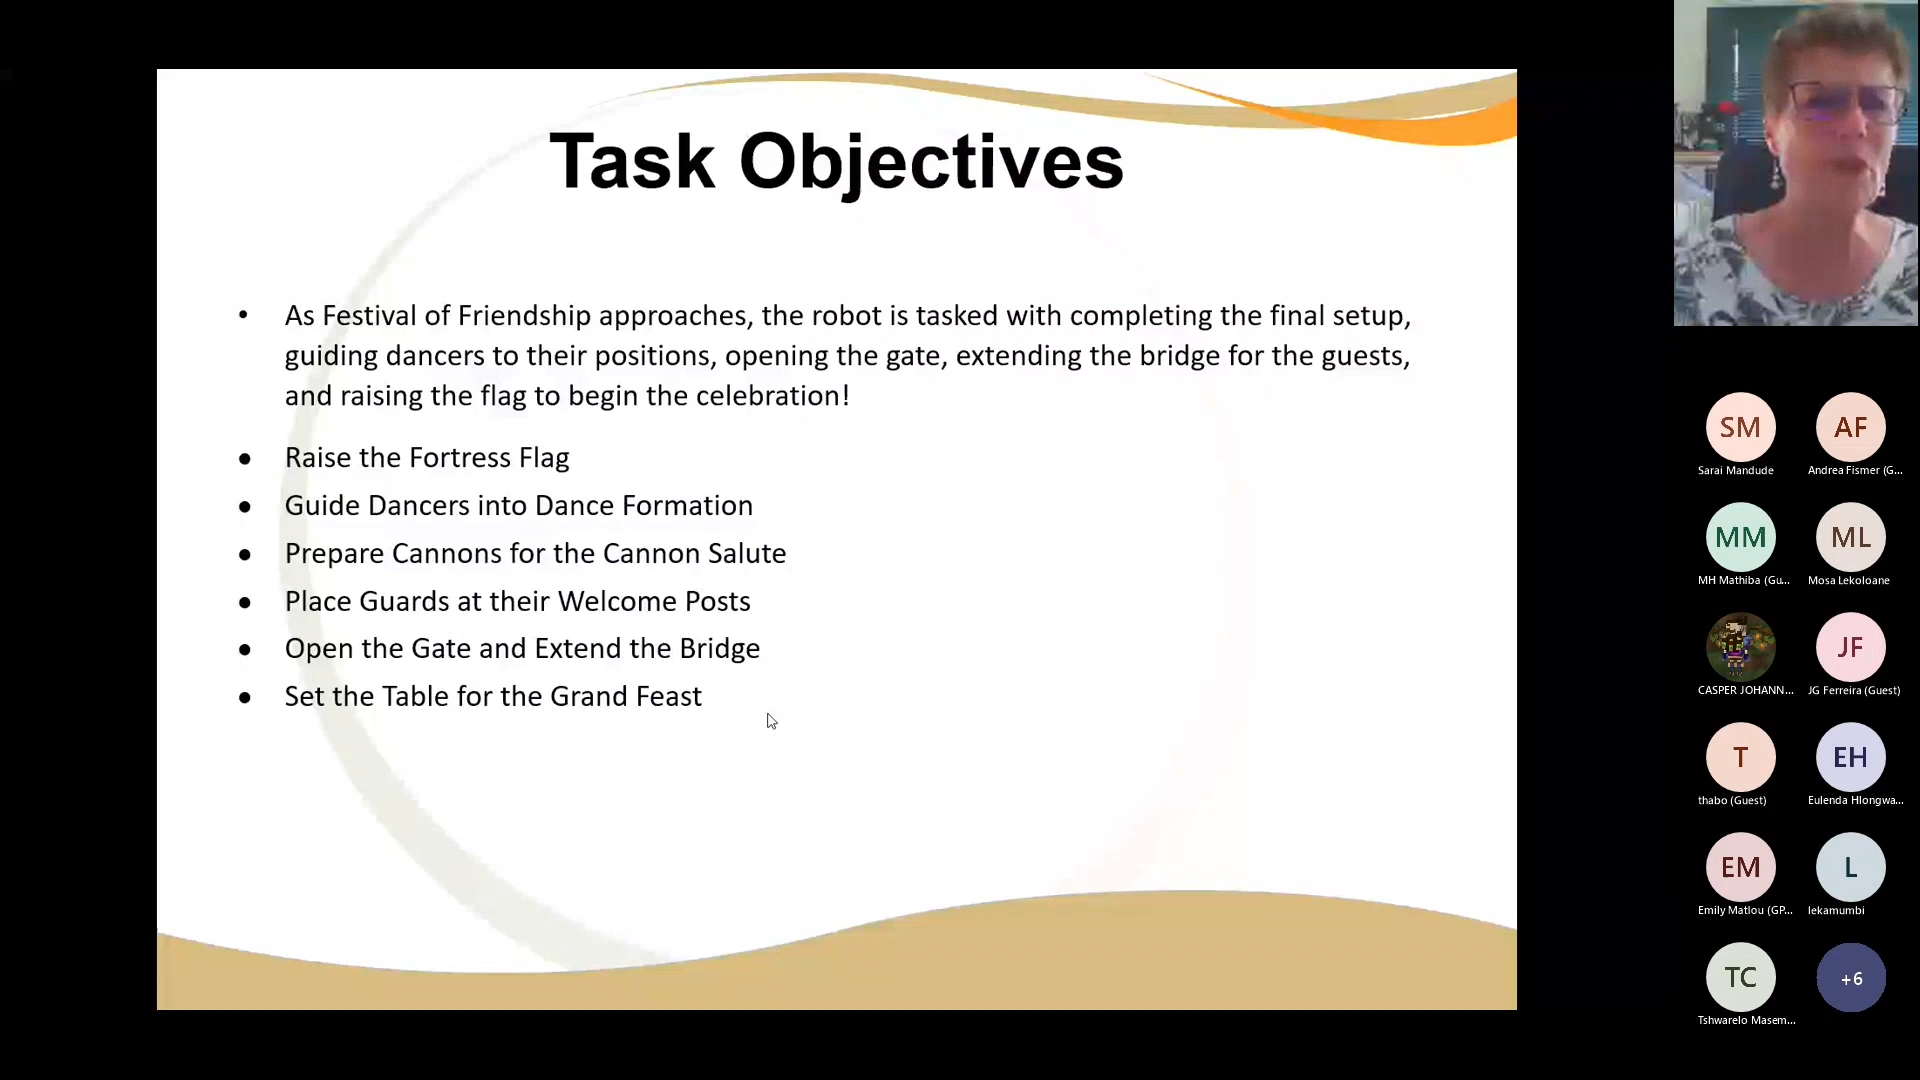 Task Objectives
• As Festival of Friendship approaches, the robot is tasked with completing the final setup,
guiding dancers to their positions, opening the gate, extending the bridge for the guests,
and raising the flag to begin the celebration!
• Raise the Fortress Flag
• Guide Dancers into Dance Formation
• Prepare Cannons for the Cannon Salute
• Place Guards at their Welcome Posts
• Open the Gate and Extend the Bridge
• Set the Table for the Grand Feast
SM AF
Sarai Mandude Andrea Fismer (G...
MM ML
MH Mathiba (Gu... Mosa Lekoloane
JF
CASPER JOHANN... JG Ferreira (Guest)
T EH
thabo (Guest) Eulenda Hlongwa...
EM L
Emily Matlou (GP... lekamumbi
TC +6
Tshwarelo Masem...